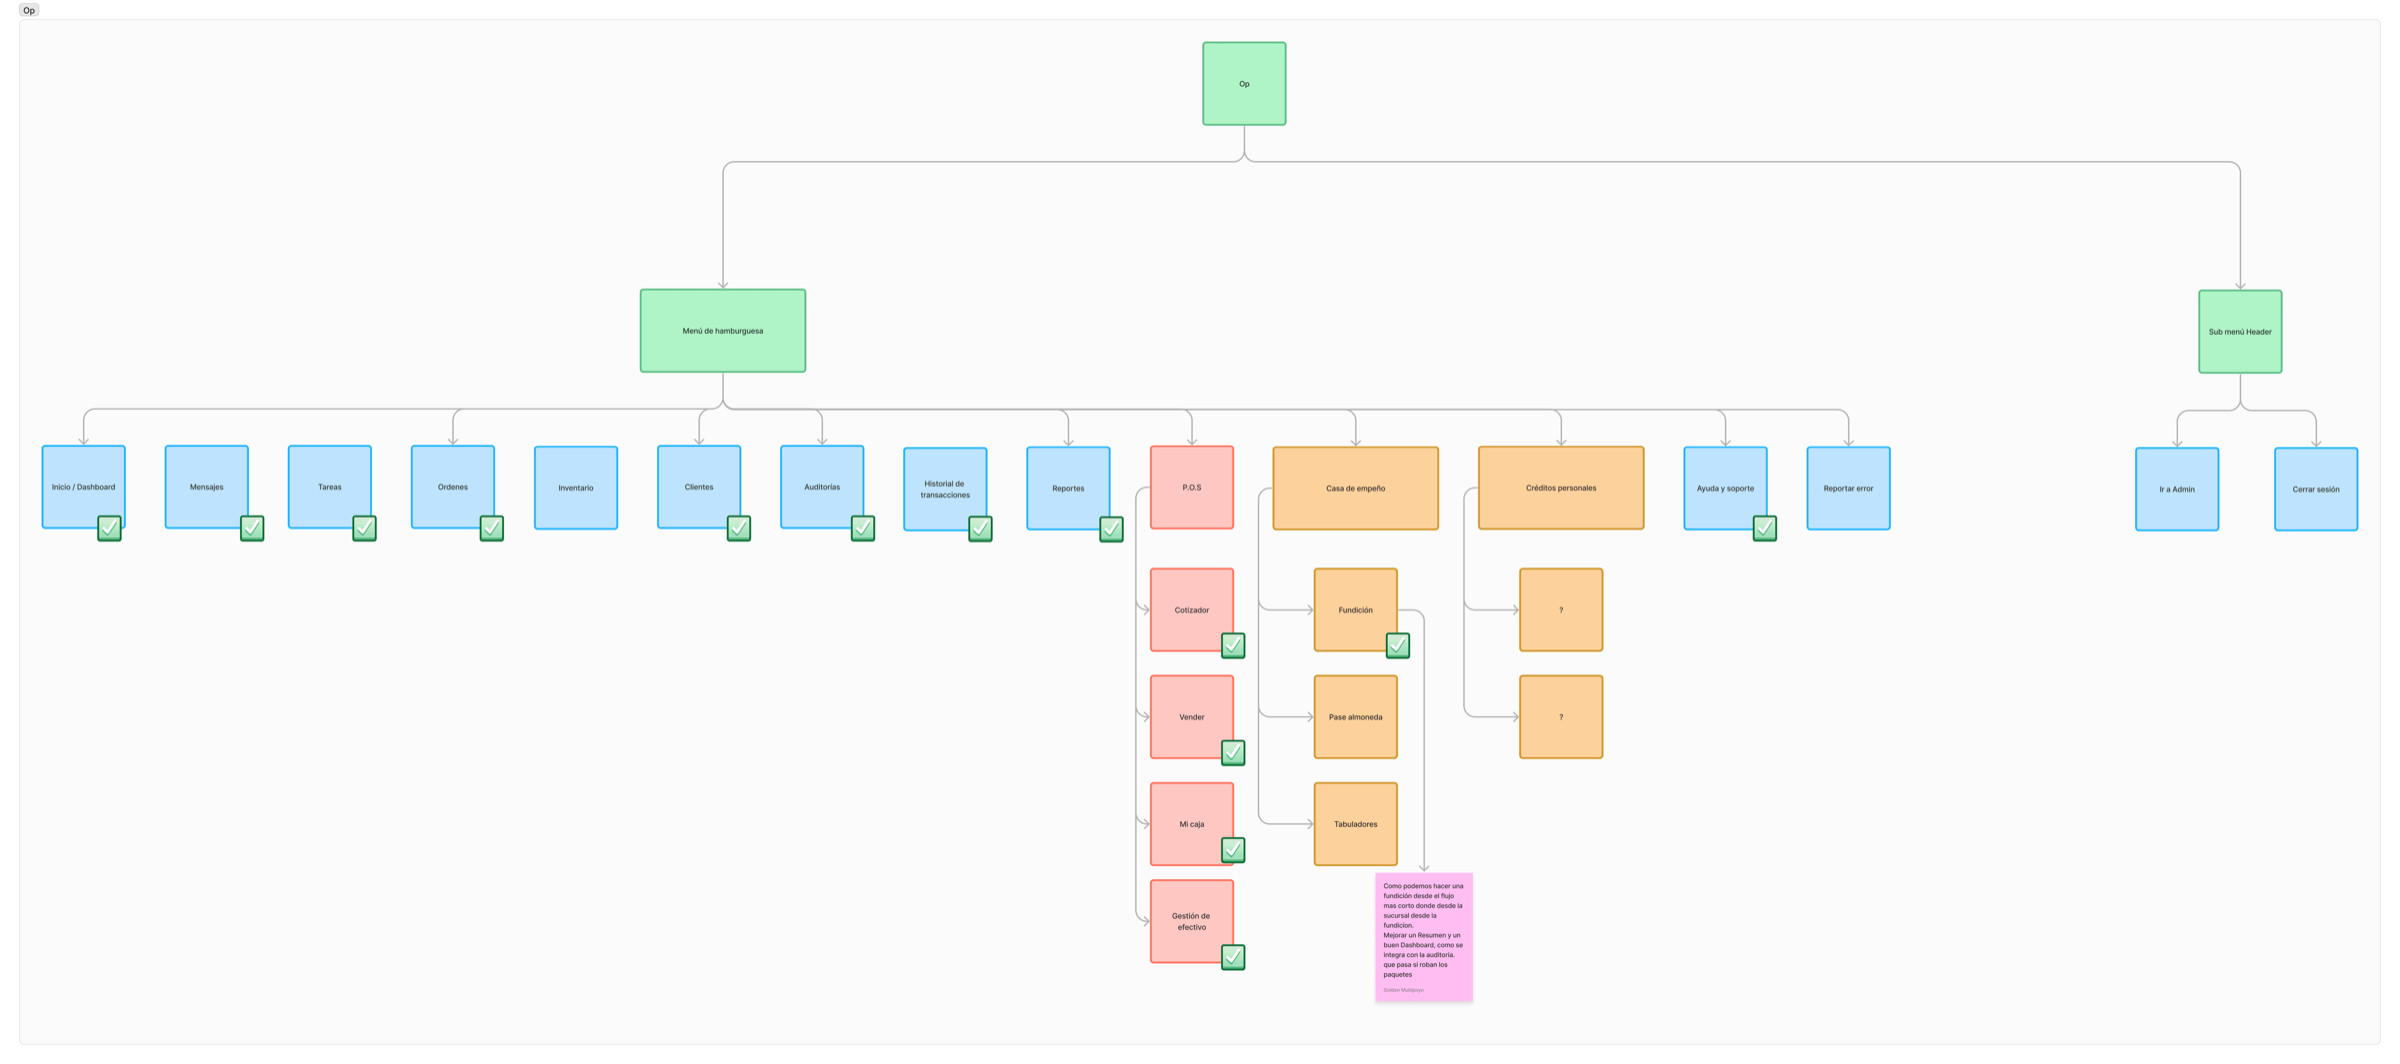 Op
Op
Menú de hamburguesa
Sub menú Header
Inicio / Dashboard
Mensajes
Tareas
Ordenes
Inventario
Clientes
Auditorías
Historial de
transacciones
Reportes
P.O.S
Casa de empeño
Créditos personales
Ayuda y soporte
Reportar error
Ir a Admin
Cerrar sesión
Cotizador
Fundición
?
Vender
Pase almoneda
?
Mi caja
Tabuladores
Gestión de
efectivo
Como podemos hacer una
fundición desde el flujo
mas corto donde desde la
sucursal desde la
fundicion.
Mejorar un Resumen y un
buen Dashboard, como se
integra con la auditoria.
que pasa si roban los
paquetes
Golden Multipoyo